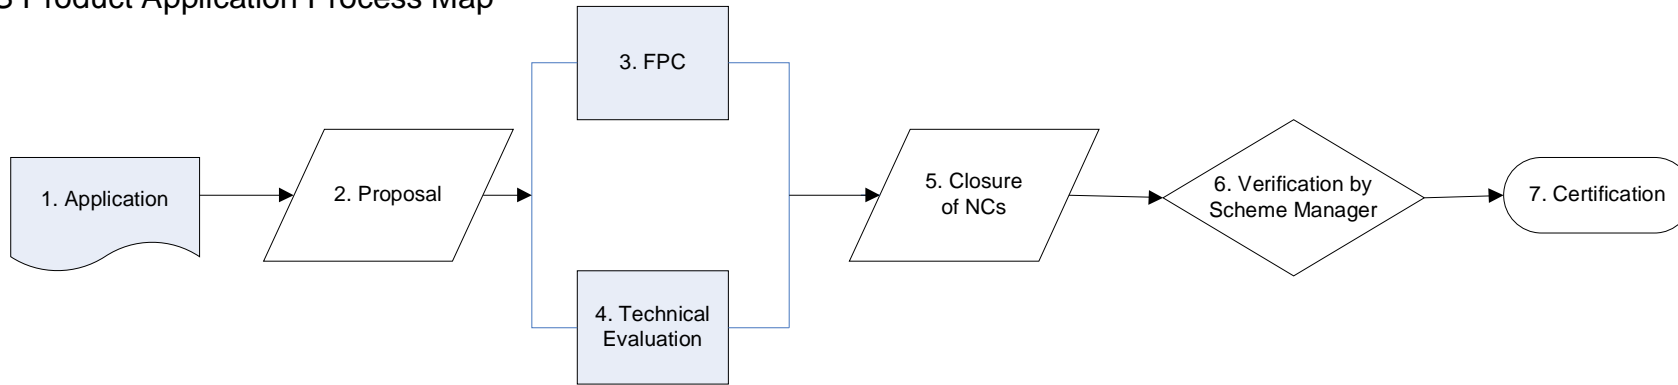 Product Application Process Map
3. FPC
1. Application
2. Proposal
5. Closure
of NCs
6. Verification by
Scheme Manager
7. Certification
4. Technical
Evaluation